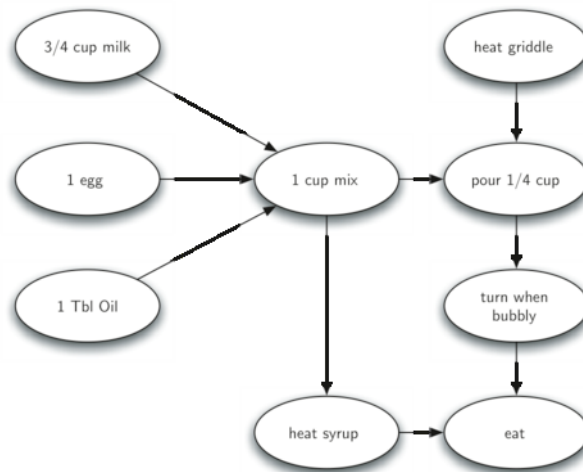 3/4 cup milk
heat griddle
1 egg
1 cup mix
pour 1/4 cup
1 Tbl Oil
turn when
bubbly
heat syrup
eat